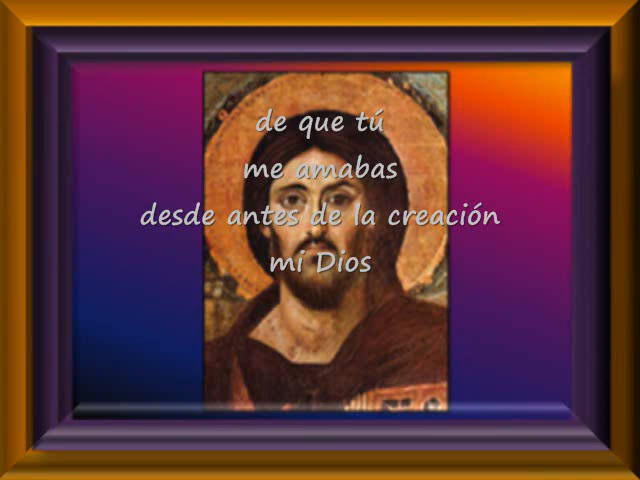 de que tú
me amabas
desde antes de la creación
mi Dios